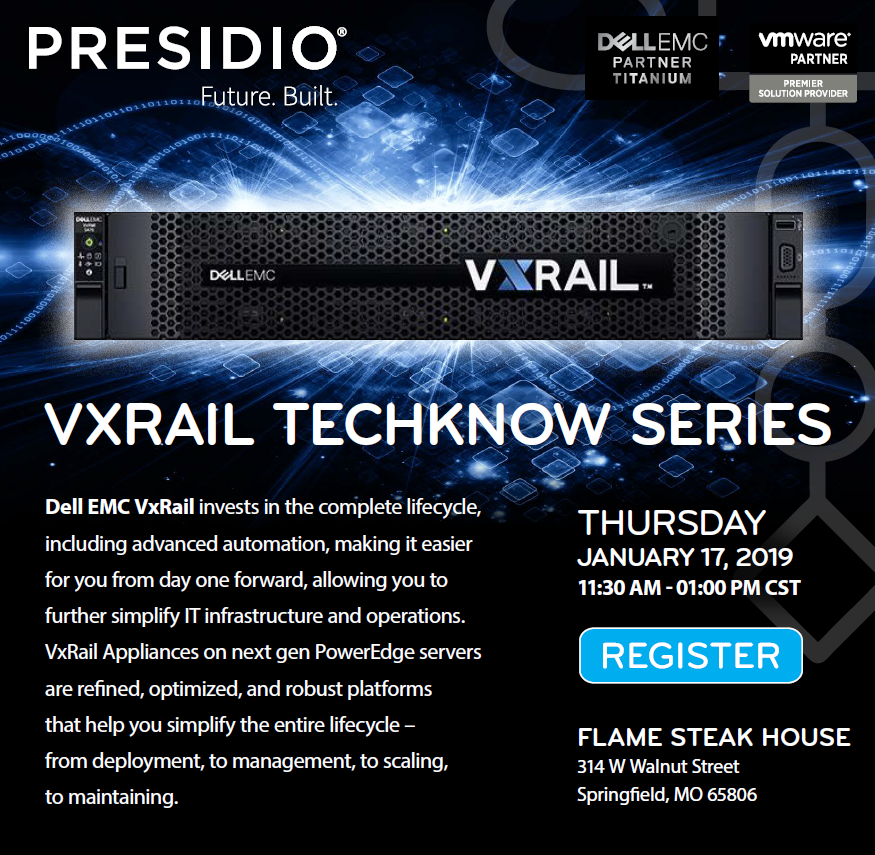 PRESIDIO®
Future. Built.
DELLEMC
PARTNER
TITANIUM
vmware®
PARTNER
PREMIER
SOLUTION PROVIDER
DELLEMC
DELLEMC
VXRAIL™
VXRAIL TECHKNOW SERIES
Dell EMC VxRail invests in the complete lifecycle,
including advanced automation, making it easier
for you from day one forward, allowing you to
further simplify IT infrastructure and operations.
VxRail Appliances on next gen PowerEdge servers
are refined, optimized, and robust platforms
that help you simplify the entire lifecycle –
from deployment, to management, to scaling,
to maintaining.
THURSDAY
JANUARY 17, 2019
11:30 AM - 01:00 PM CST
REGISTER
FLAME STEAK HOUSE
314 W Walnut Street
Springfield, MO 65806